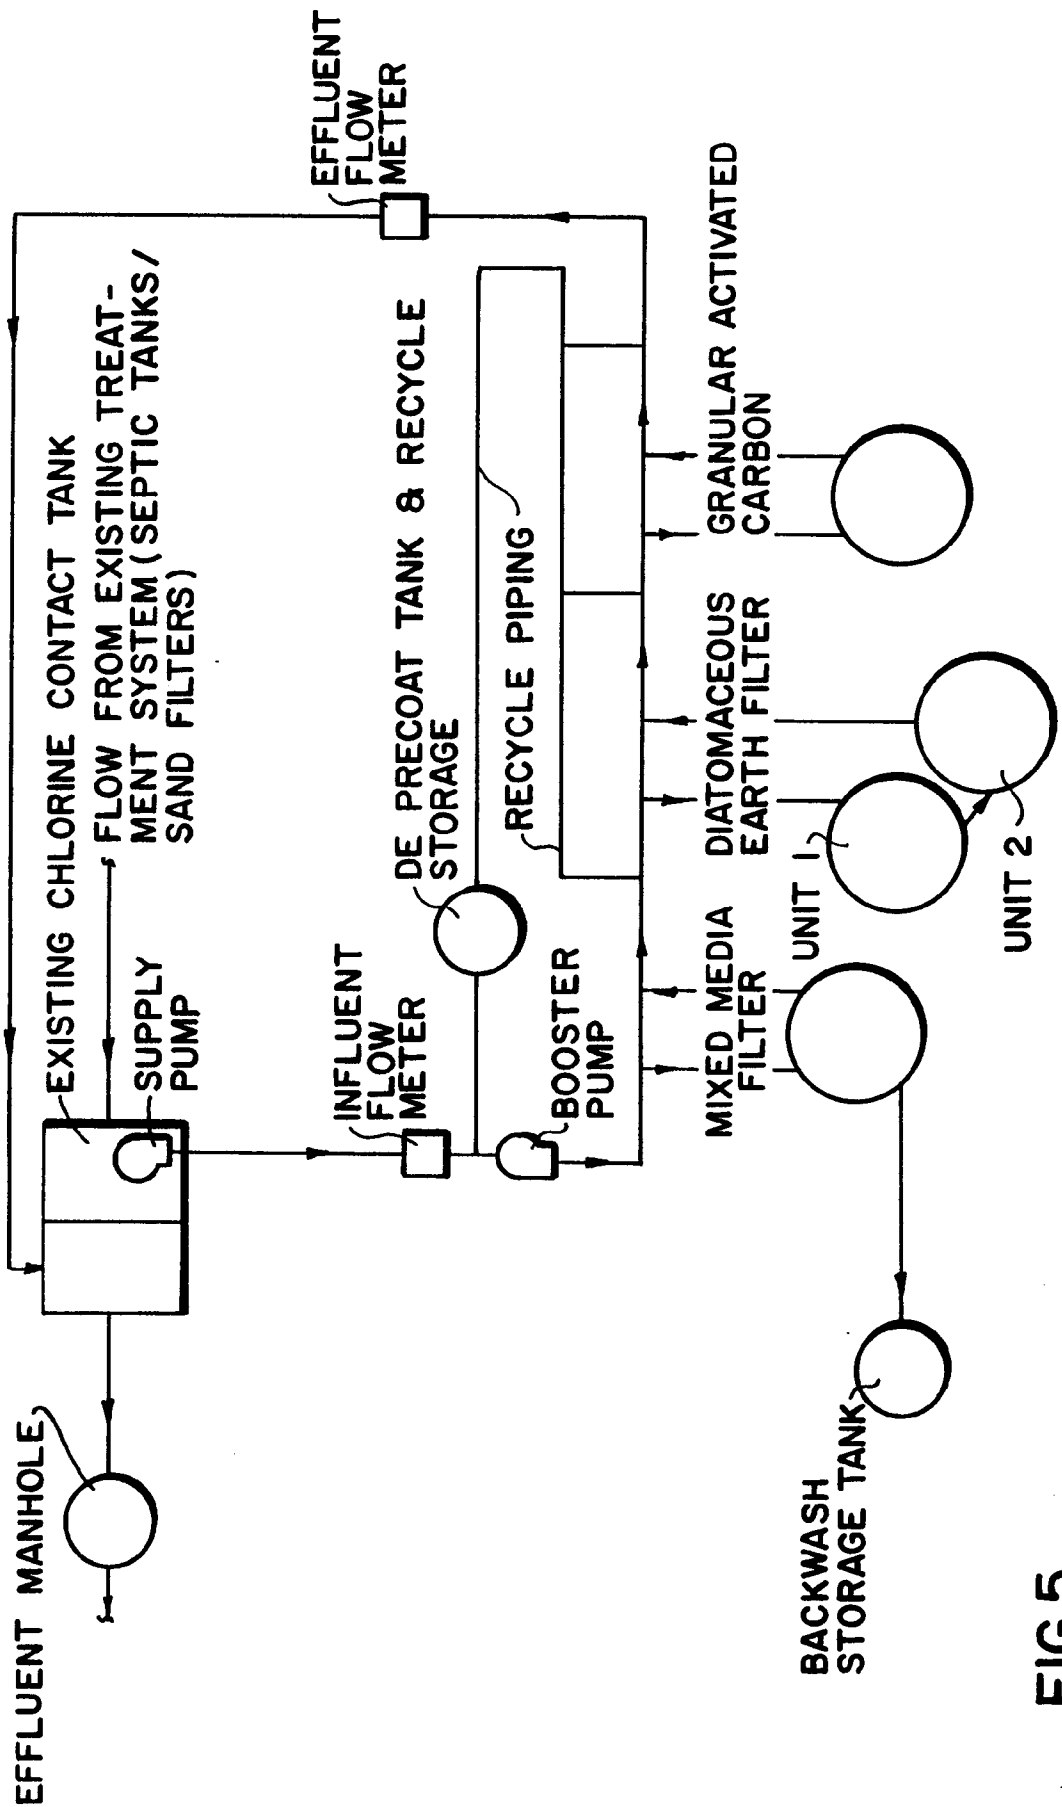 EFFLUENT MANHOLE
EXISTING CHLORINE CONTACT TANK
FLOW FROM EXISTING TREAT-
MENT SYSTEM (SEPTIC TANKS/
SAND FILTERS)
SUPPLY
PUMP
EFFLUENT
FLOW
METER
INFLUENT
FLOW
METER
DE PRECOAT TANK & RECYCLE
STORAGE
RECYCLE PIPING
BOOSTER
PUMP
MIXED MEDIA
FILTER
DIATOMACEOUS
EARTH FILTER
GRANULAR ACTIVATED
CARBON
UNIT 1
UNIT 2
BACKWASH
STORAGE TANK
FIG.5